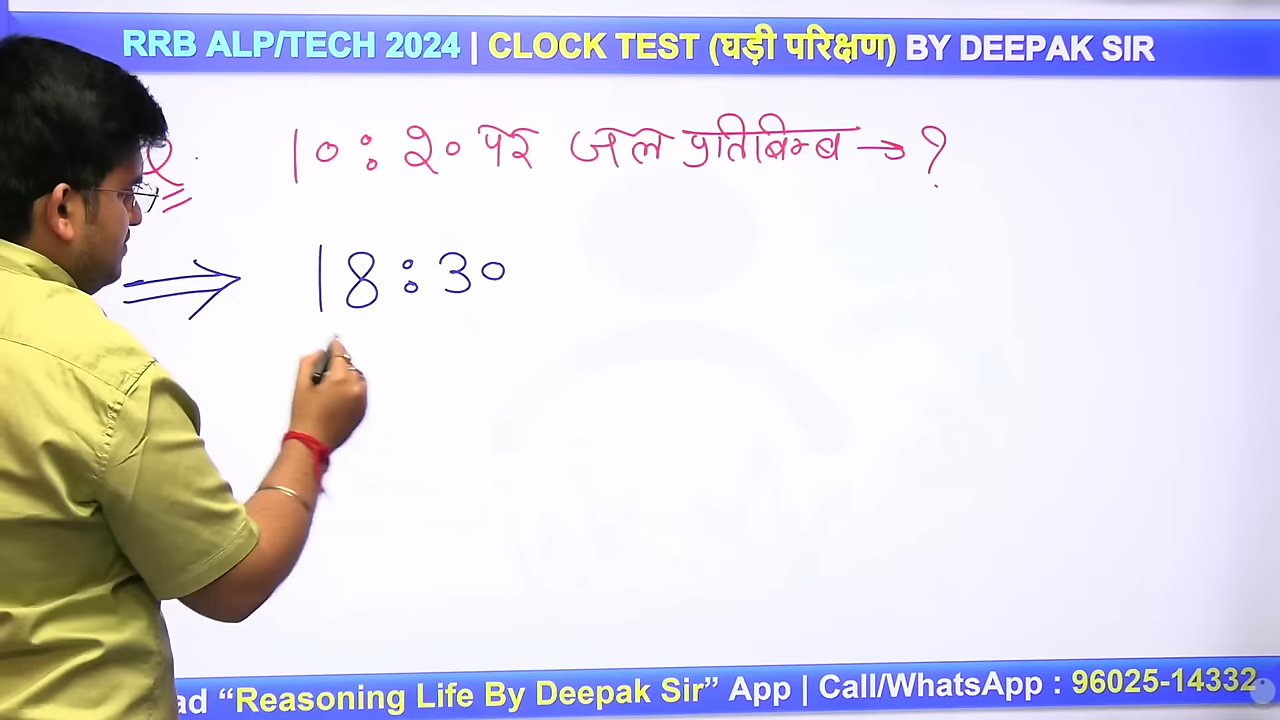 RRB ALP/TECH 2024 | CLOCK TEST (घड़ी परिक्षण) BY DEEPAK SIR
10:20 पर जल प्रतिबिम्ब → ?
⇒ 18:30
“Reasoning Life By Deepak Sir” App | Call/WhatsApp : 96025-14332